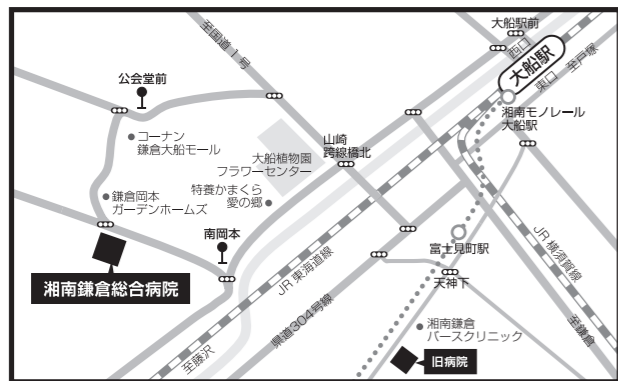 大船駅前
至国道1号
西口
大船駅
東口
至戸塚
公会堂前
湘南モノレール
大船駅
コーナン
鎌倉大船モール
山崎
跨線橋北
大船植物園
フラワーセンター
特養かまくら
愛の郷
鎌倉岡本
ガーデンホームズ
南岡本
富士見町駅
JR横須賀線
湘南鎌倉総合病院
JR東海道線
天神下
県道304号線
至鎌倉
湘南鎌倉
バースクリニック
至藤沢
旧病院